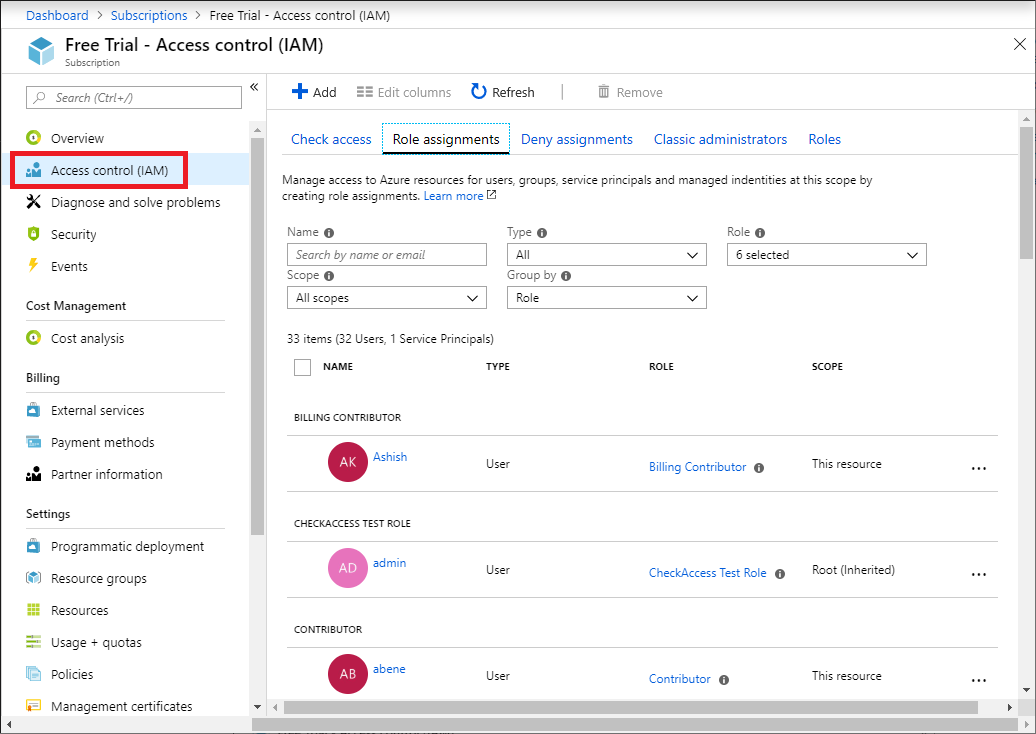 Dashboard > Subscriptions > Free Trial - Access control (IAM)
Free Trial - Access control (IAM)
Subscription
Search (Ctrl+/)
Overview
Access control (IAM)
Diagnose and solve problems
Security
Events
Cost Management
Cost analysis
Billing
External services
Payment methods
Partner information
Settings
Programmatic deployment
Resource groups
Resources
Usage + quotas
Policies
Management certificates
Add Edit columns Refresh Remove
Check access Role assignments Deny assignments Classic administrators Roles
Manage access to Azure resources for users, groups, service principals and managed indentities at this scope by
creating role assignments. Learn more
Name Type Role
Search by name or email All 6 selected
Scope Group by
All scopes Role
33 items (32 Users, 1 Service Principals)
NAME TYPE ROLE SCOPE
BILLING CONTRIBUTOR
AK Ashish User Billing Contributor This resource ...
CHECKACCESS TEST ROLE
AD admin User CheckAccess Test Role Root (Inherited) ...
CONTRIBUTOR
AB abene User Contributor This resource ...